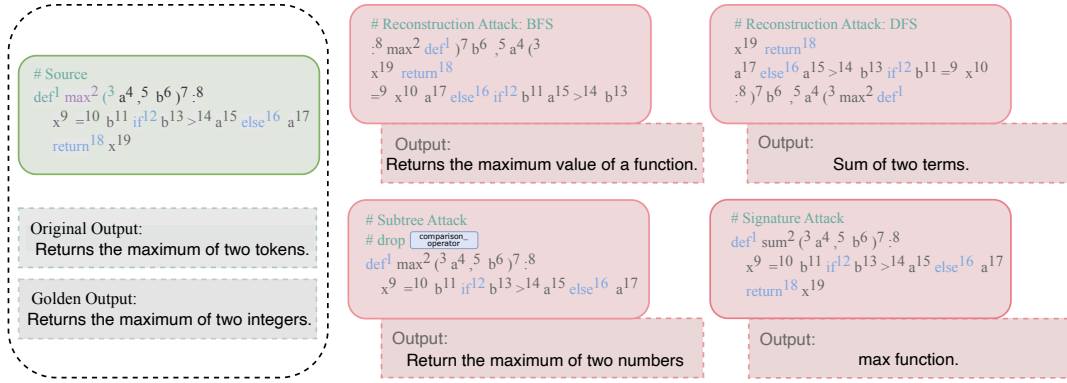 # Source
def¹ max² (³ a⁴ ,⁵ b⁶ )⁷ :⁸
x⁹ =¹⁰ b¹¹ if¹² b¹³ >¹⁴ a¹⁵ else¹⁶ a¹⁷
return¹⁸ x¹⁹
Original Output:
Returns the maximum of two tokens.
Golden Output:
Returns the maximum of two integers.
# Reconstruction Attack: BFS
:⁸ max² def¹ )⁷ b⁶ ,⁵ a⁴ (³
x¹⁹ return¹⁸
=⁹ x¹⁰ a¹⁷ else¹⁶ if¹² b¹¹ a¹⁵ >¹⁴ b¹³
Output:
Returns the maximum value of a function.
# Reconstruction Attack: DFS
x¹⁹ return¹⁸
a¹⁷ else¹⁶ a¹⁵ >¹⁴ b¹³ if¹² b¹¹ =⁹ x¹⁰
:⁸ )⁷ b⁶ ,⁵ a⁴ (³ max² def¹
Output:
Sum of two terms.
# Subtree Attack
# drop comparison_
operator
def¹ max² (³ a⁴ ,⁵ b⁶ )⁷ :⁸
x⁹ =¹⁰ b¹¹ if¹² b¹³ >¹⁴ a¹⁵ else¹⁶ a¹⁷
Output:
Return the maximum of two numbers
# Signature Attack
def¹ sum² (³ a⁴ ,⁵ b⁶ )⁷ :⁸
x⁹ =¹⁰ b¹¹ if¹² b¹³ >¹⁴ a¹⁵ else¹⁶ a¹⁷
return¹⁸ x¹⁹
Output:
max function.